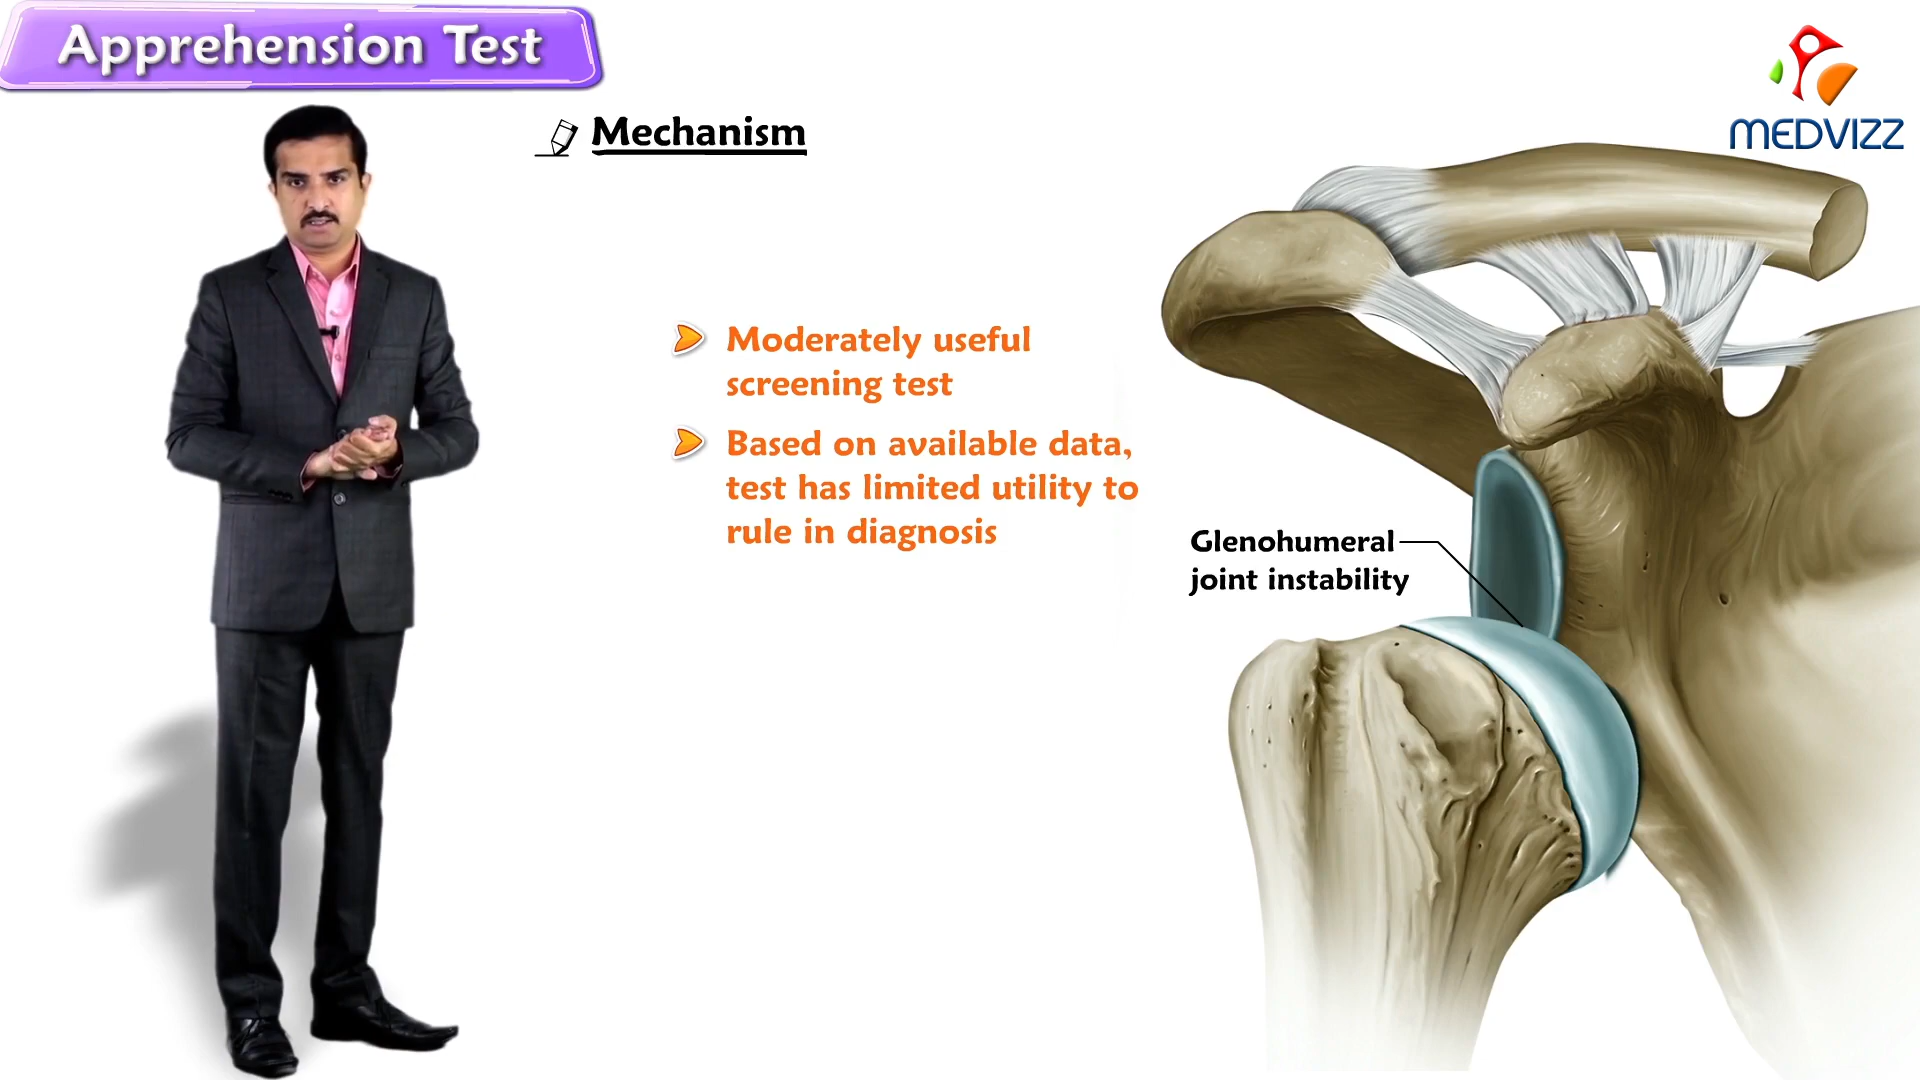 Apprehension Test
MEDVIZZ
Mechanism
Moderately useful
screening test
Based on available data,
test has limited utility to
rule in diagnosis
Glenohumeral
joint instability